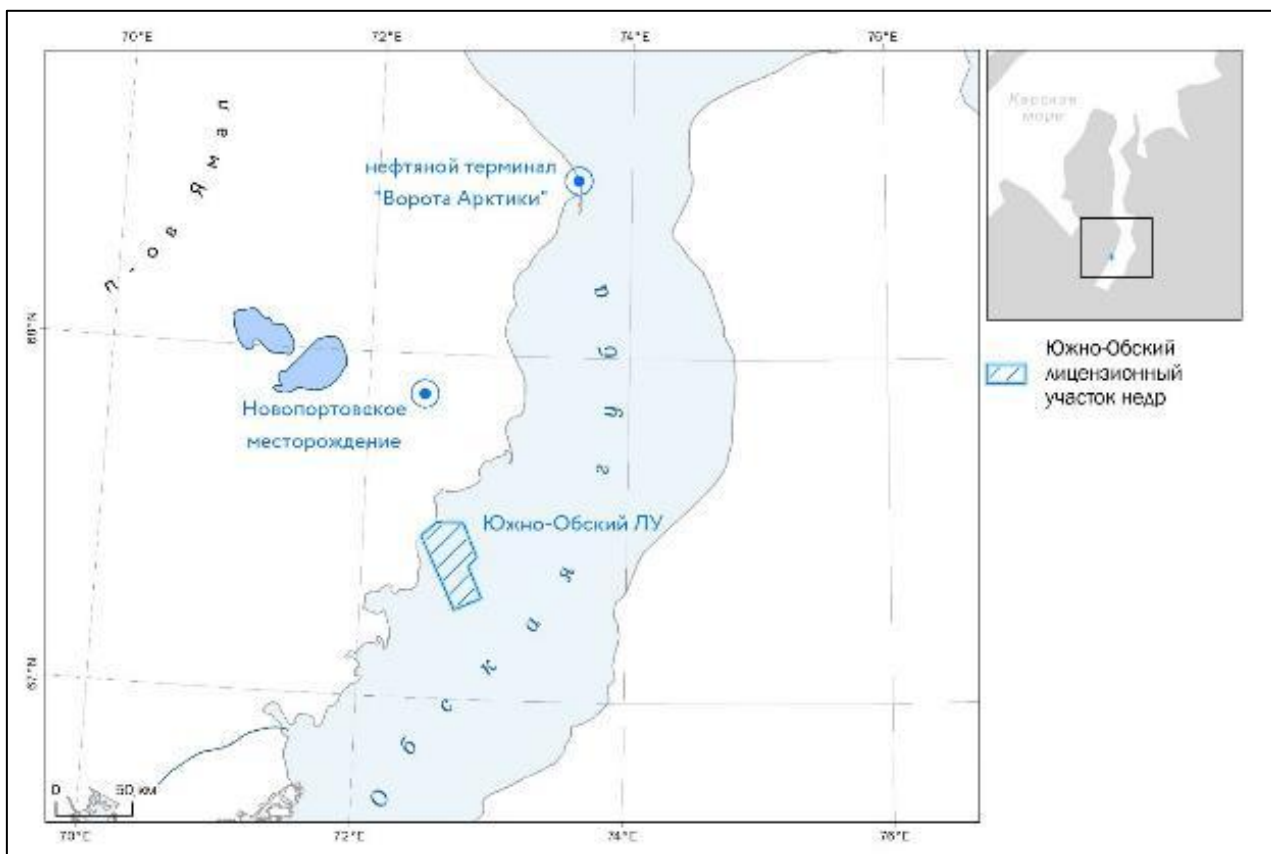 70°E 72°E 74°E 76°E
п-ов Ямал
нефтяной терминал
"Ворота Арктики"
Карское
море
68°N
Новопортовское
месторождение
Южно-Обский
лицензионный
участок недр
Южно-Обский ЛУ
Обская губа
67°N
0 50 км
70°E 72°E 74°E 76°E